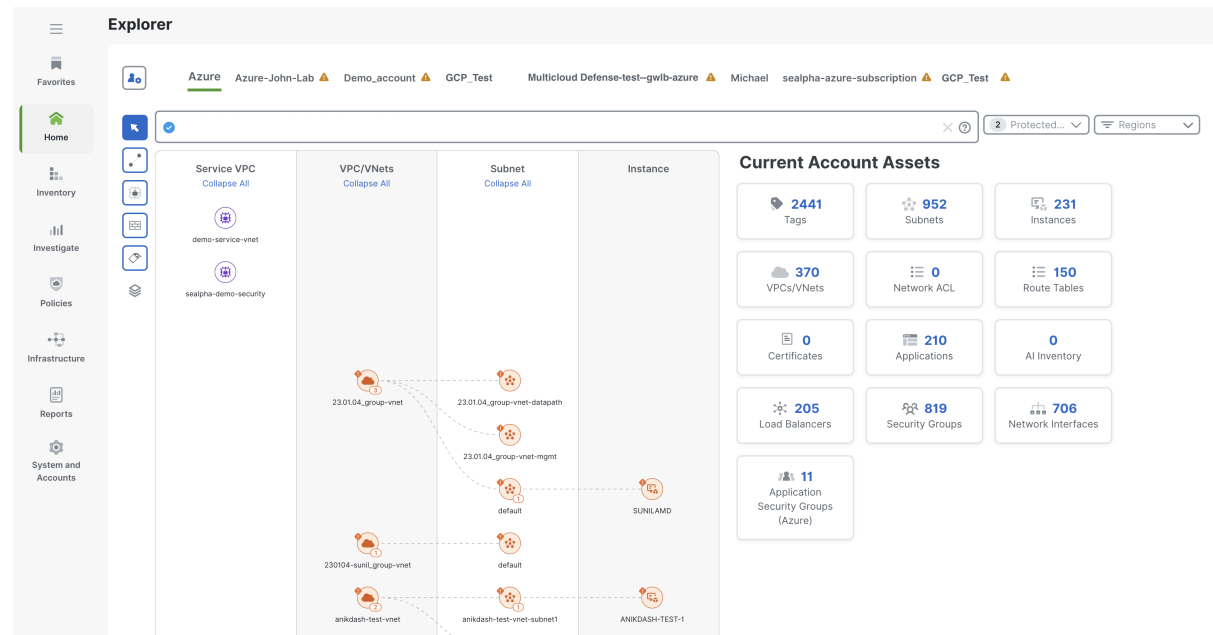 Explorer
Favorites
Home
Inventory
Investigate
Policies
Infrastructure
Reports
System and
Accounts
Azure
Azure-John-Lab
Demo_account
GCP_Test
Multicloud Defense-test--gwlb-azure
Michael
sealpha-azure-subscription
GCP_Test
2 Protected...
Regions
Service VPC
Collapse All
VPC/VNets
Collapse All
Subnet
Collapse All
Instance
demo-service-vnet
sealpha-demo-security
3
23.01.04_group-vnet
23.01.04_group-vnet-datapath
23.01.04_group-vnet-mgmt
1
default
SUNILAMD
1
230104-sunil_group-vnet
default
2
anikdash-test-vnet
1
anikdash-test-vnet-subnet1
ANIKDASH-TEST-1
Current Account Assets
2441
Tags
952
Subnets
231
Instances
370
VPCs/VNets
0
Network ACL
150
Route Tables
0
Certificates
210
Applications
0
AI Inventory
205
Load Balancers
819
Security Groups
706
Network Interfaces
11
Application
Security Groups
(Azure)